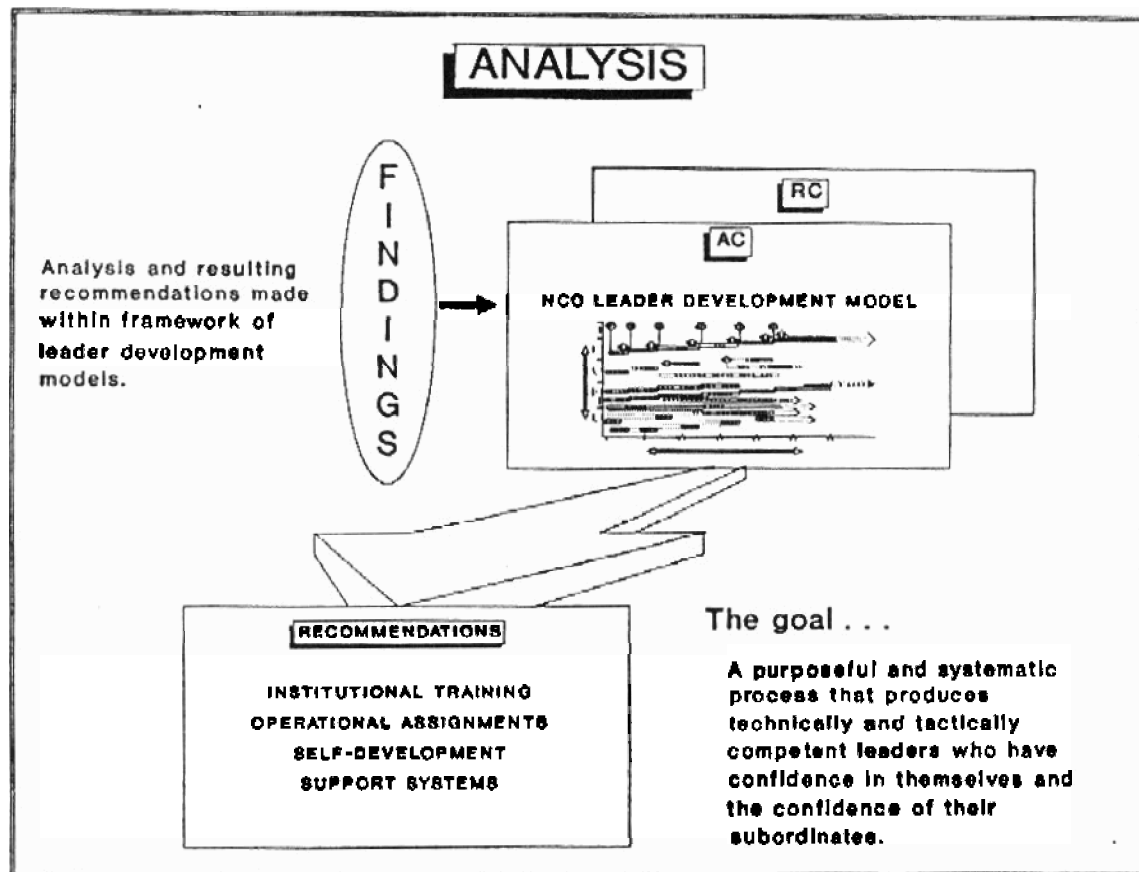 ANALYSIS
FINDINGS
Analysis and resulting
recommendations made
within framework of
leader development
models.
RC
AC
NCO LEADER DEVELOPMENT MODEL
RECOMMENDATIONS
INSTITUTIONAL TRAINING
OPERATIONAL ASSIGNMENTS
SELF-DEVELOPMENT
SUPPORT SYSTEMS
The goal . . .
A purposeful and systematic
process that produces
technically and tactically
competent leaders who have
confidence in themselves and
the confidence of their
subordinates.